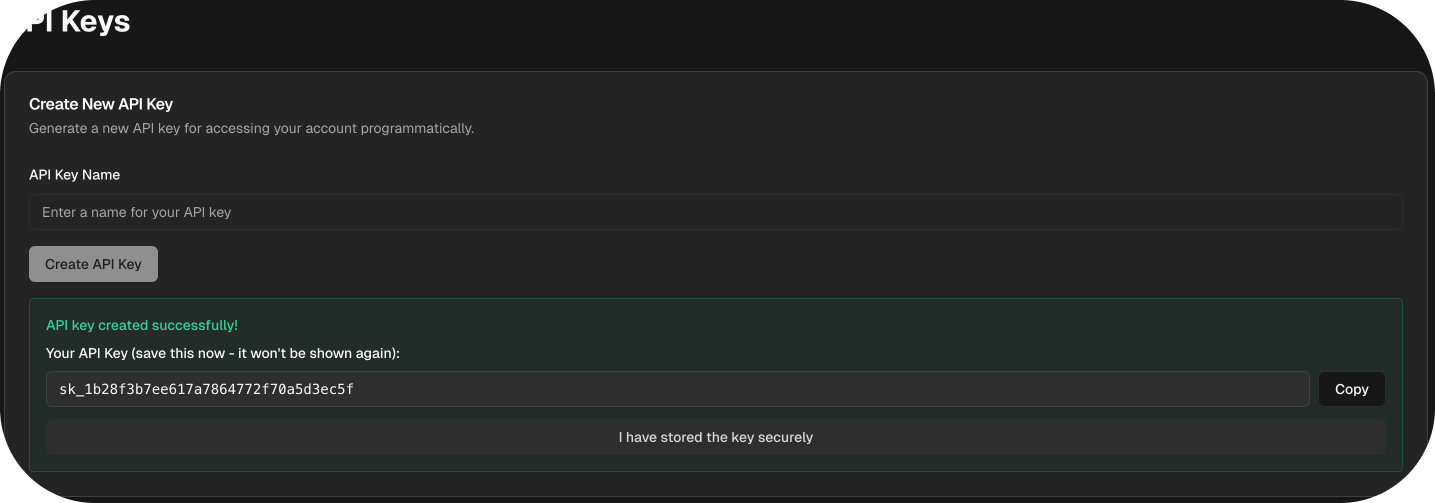 PI Keys
Create New API Key
Generate a new API key for accessing your account programmatically.
API Key Name
Enter a name for your API key
Create API Key
API key created successfully!
Your API Key (save this now - it won't be shown again):
sk_1b28f3b7ee617a7864772f70a5d3ec5f
Copy
I have stored the key securely